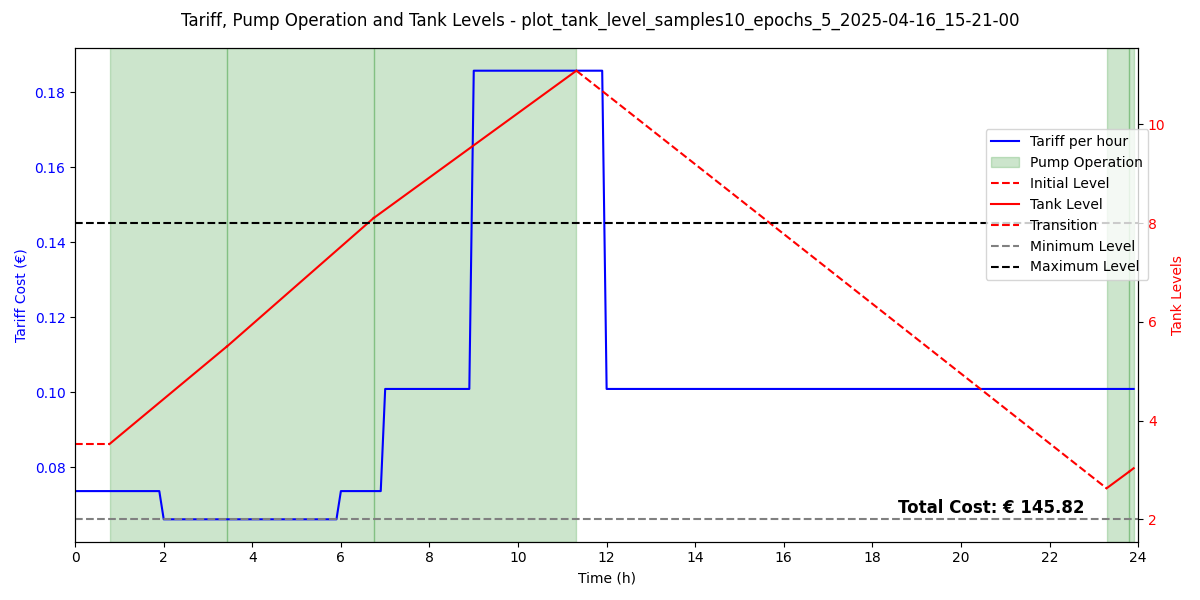 Tariff, Pump Operation and Tank Levels - plot_tank_level_samples10_epochs_5_2025-04-16_15-21-00
Tariff Cost (€)
0.18
0.16
0.14
0.12
0.10
0.08
Tariff per hour
Pump Operation
Initial Level
Tank Level
Transition
Minimum Level
Maximum Level
10
8
6
4
2
Tank Levels
Total Cost: € 145.82
0 2 4 6 8 10 12 14 16 18 20 22 24
Time (h)